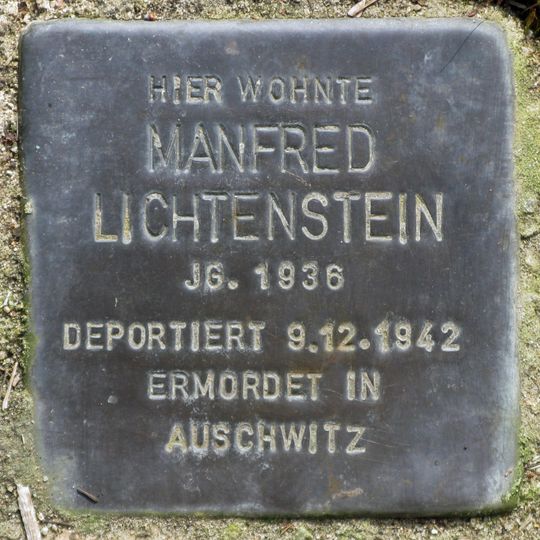 HIER WOHNTE
MANFRED
LICHTENSTEIN
JG. 1936
DEPORTIERT 9.12.1942
ERMORDET IN
AUSCHWITZ